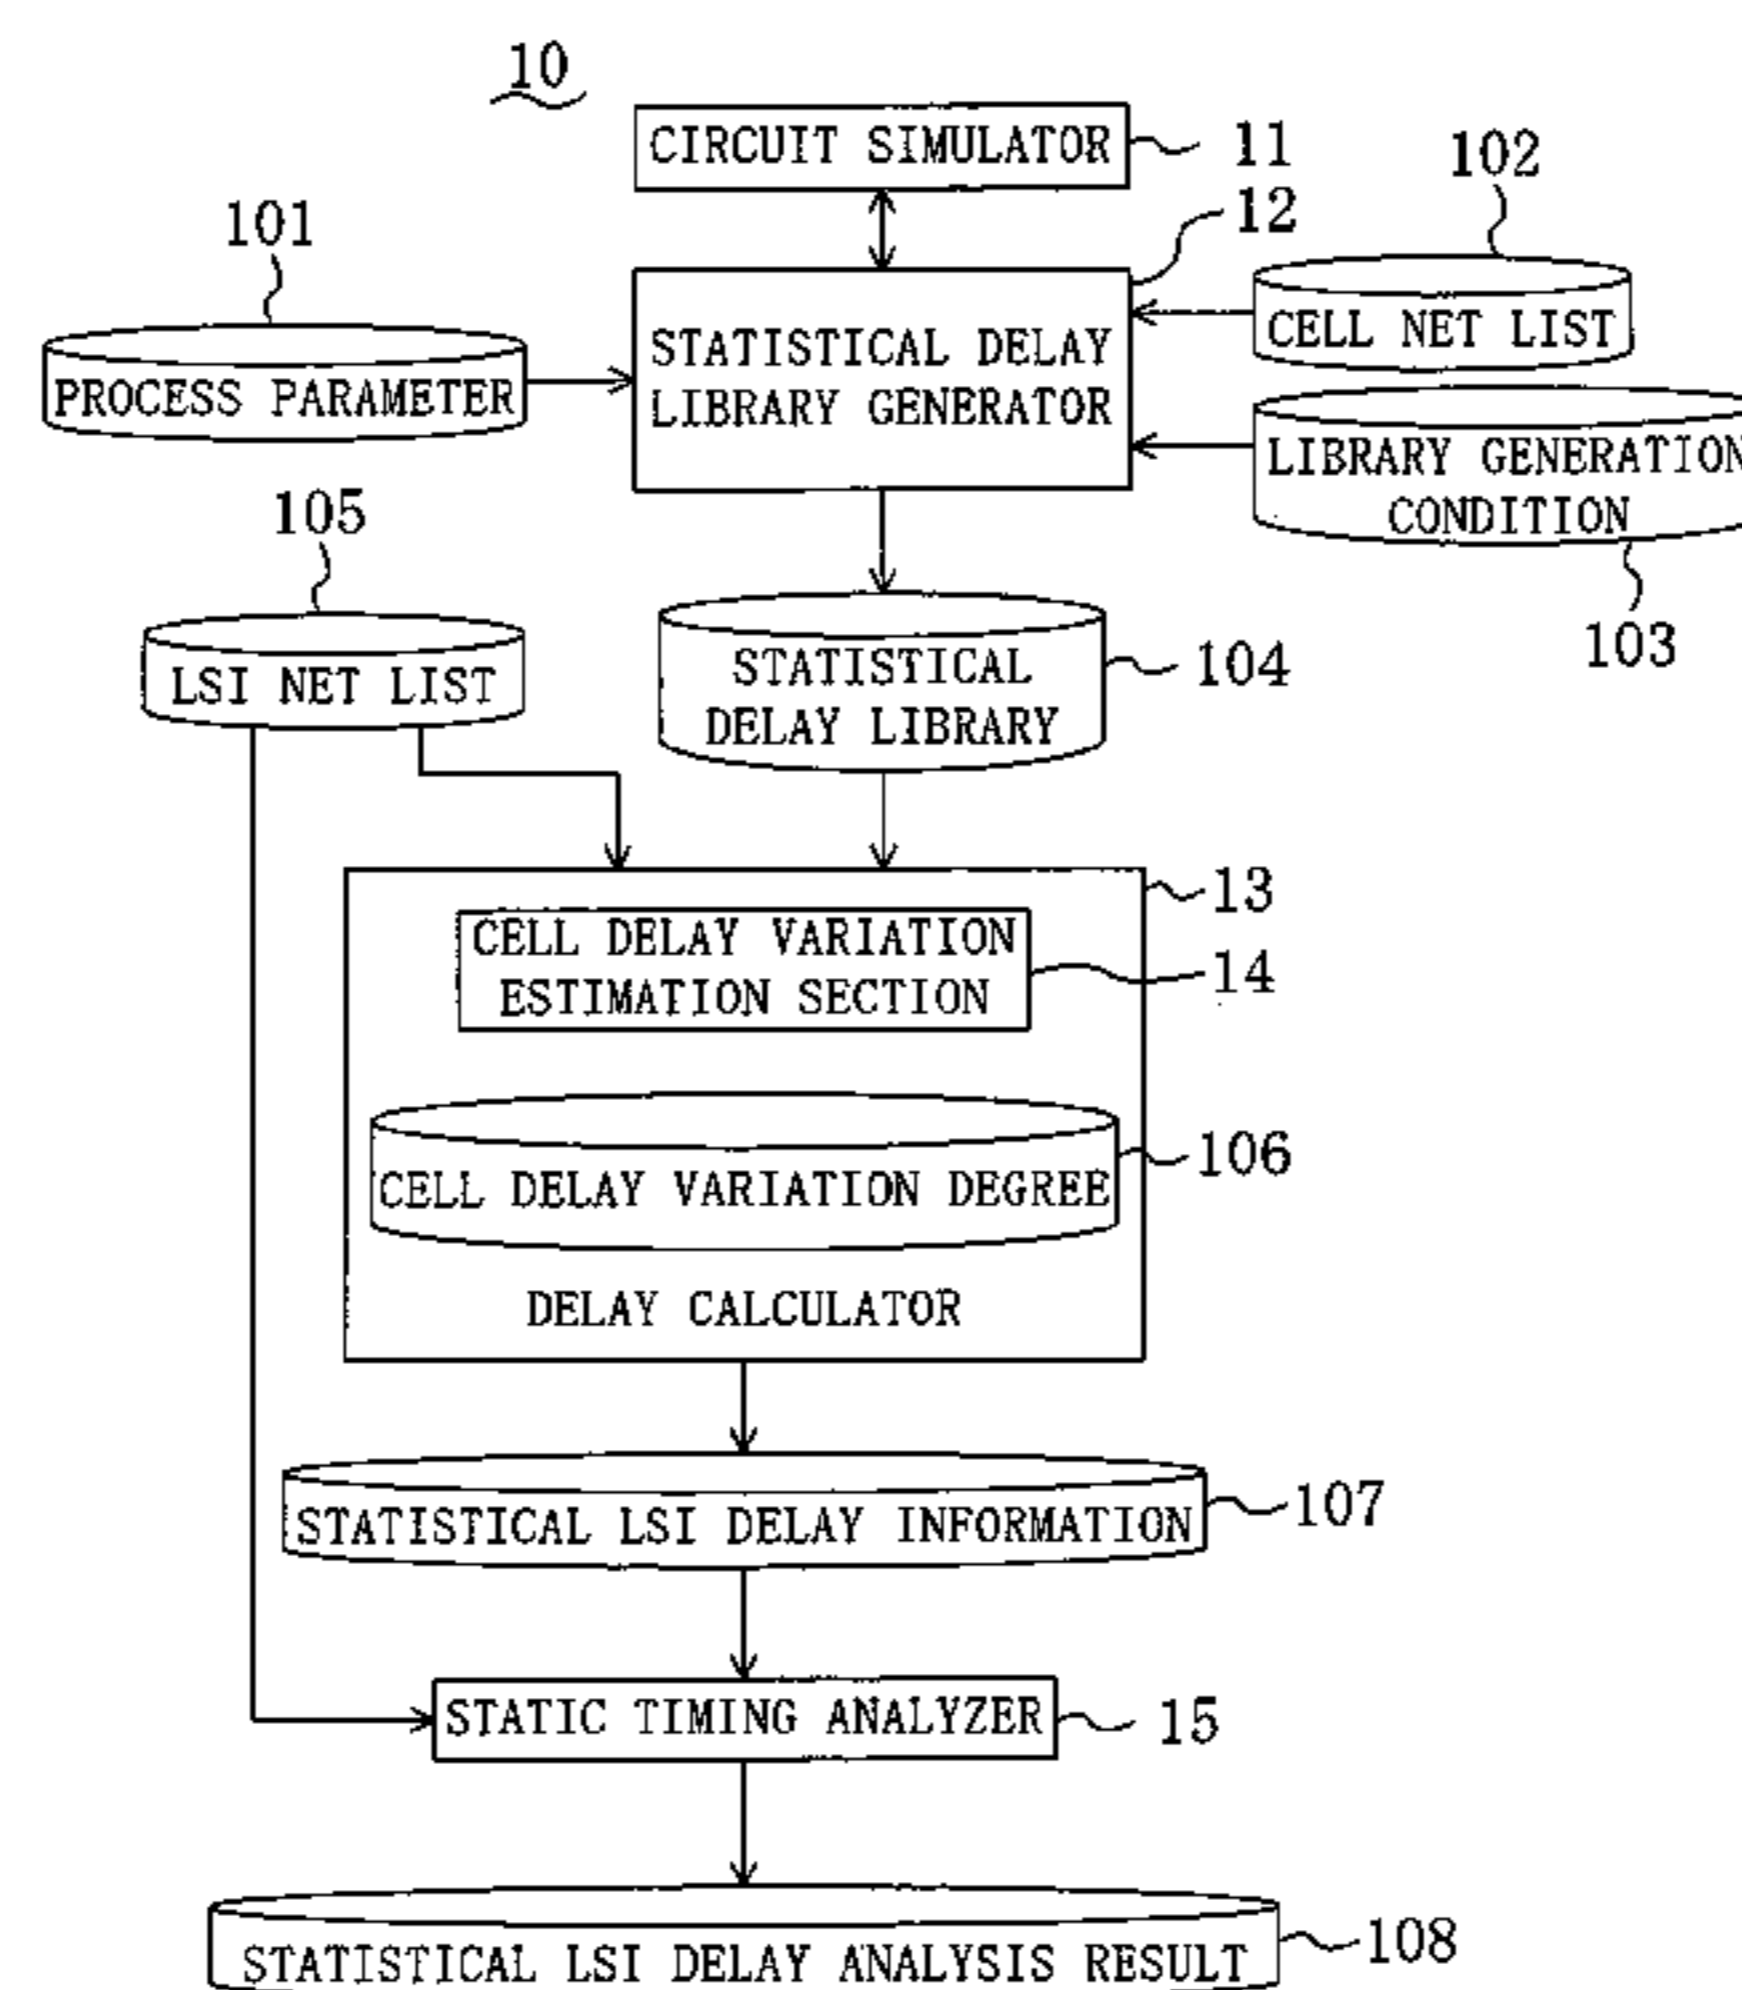 10
CIRCUIT SIMULATOR
11
102
12
101
CELL NET LIST
STATISTICAL DELAY
LIBRARY GENERATOR
PROCESS PARAMETER
LIBRARY GENERATION
CONDITION
105
103
STATISTICAL
DELAY LIBRARY
104
LSI NET LIST
13
CELL DELAY VARIATION
ESTIMATION SECTION
14
106
CELL DELAY VARIATION DEGREE
DELAY CALCULATOR
107
STATISTICAL LSI DELAY INFORMATION
STATIC TIMING ANALYZER
15
108
STATISTICAL LSI DELAY ANALYSIS RESULT